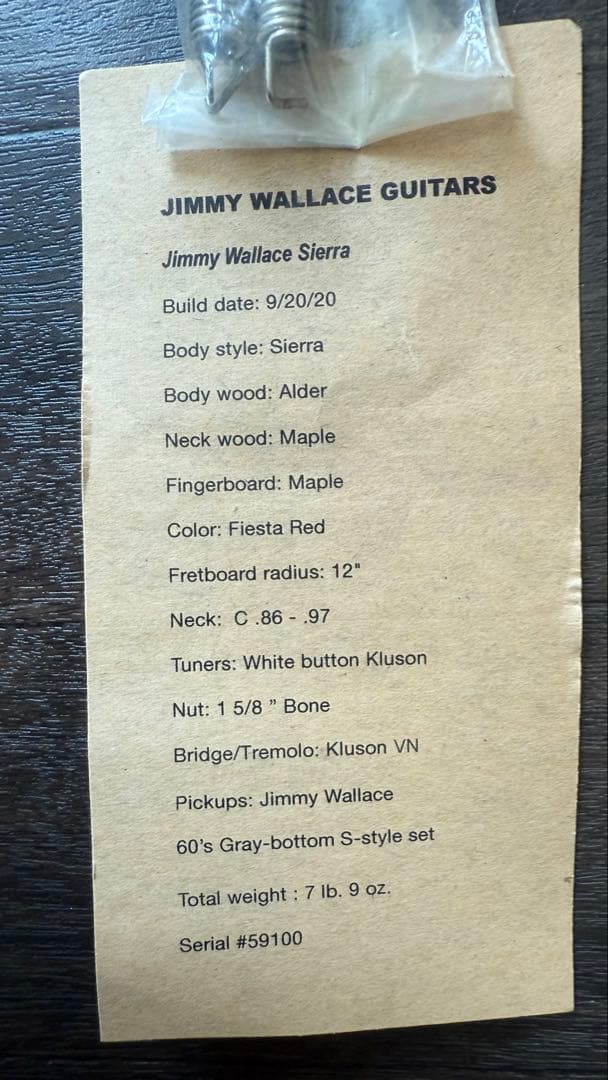 JIMMY WALLACE GUITARS
Jimmy Wallace Sierra
Build date: 9/20/20
Body style: Sierra
Body wood: Alder
Neck wood: Maple
Fingerboard: Maple
Color: Fiesta Red
Fretboard radius: 12"
Neck:  C .86 - .97
Tuners: White button Kluson
Nut: 1 5/8 ” Bone
Bridge/Tremolo: Kluson VN
Pickups: Jimmy Wallace
60’s Gray-bottom S-style set
Total weight : 7 lb. 9 oz.
Serial #59100